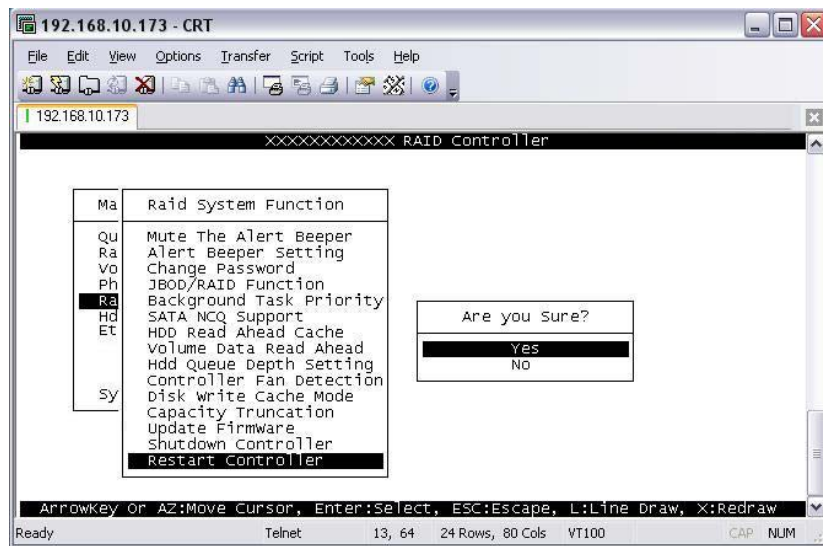 192.168.10.173 - CRT
File Edit View Options Transfer Script Tools Help
192.168.10.173
XXXXXXXXXXXX RAID Controller
Ma
Qu
Ra
Vo
Ph
Ra
Hd
Et
Sy
Raid System Function
Mute The Alert Beeper
Alert Beeper Setting
Change Password
JBOD/RAID Function
Background Task Priority
SATA NCQ Support
HDD Read Ahead Cache
Volume Data Read Ahead
Hdd Queue Depth Setting
Controller Fan Detection
Disk Write Cache Mode
Capacity Truncation
Update Firmware
Shutdown Controller
Restart Controller
Are you Sure?
Yes
No
ArrowKey Or AZ:Move Cursor, Enter:Select, ESC:Escape, L:Line Draw, X:Redraw
Ready Telnet 13, 64 24 Rows, 80 Cols VT100 CAP NUM